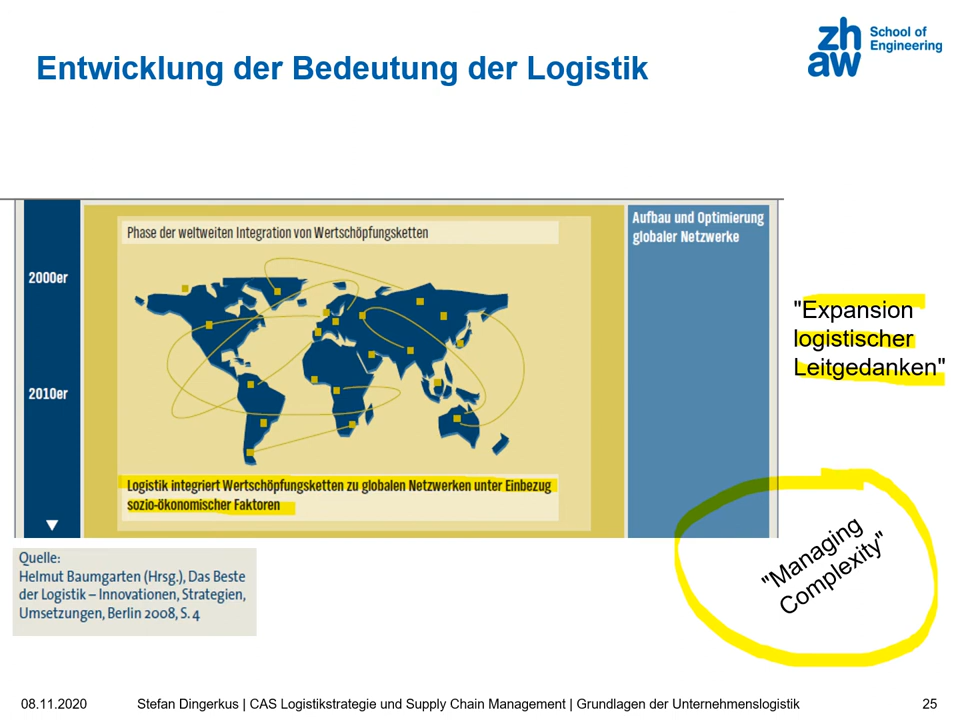 Entwicklung der Bedeutung der Logistik
zh
aw
School of
Engineering
Phase der weltweiten Integration von Wertschöpfungsketten
Aufbau und Optimierung
globaler Netzwerke
2000er
2010er
"Expansion
logistischer
Leitgedanken"
Logistik integriert Wertschöpfungsketten zu globalen Netzwerken unter Einbezug
sozio-ökonomischer Faktoren
"Managing
Complexity"
Quelle:
Helmut Baumgarten (Hrsg.), Das Beste
der Logistik – Innovationen, Strategien,
Umsetzungen, Berlin 2008, S. 4
08.11.2020
Stefan Dingerkus | CAS Logistikstrategie und Supply Chain Management | Grundlagen der Unternehmenslogistik
25